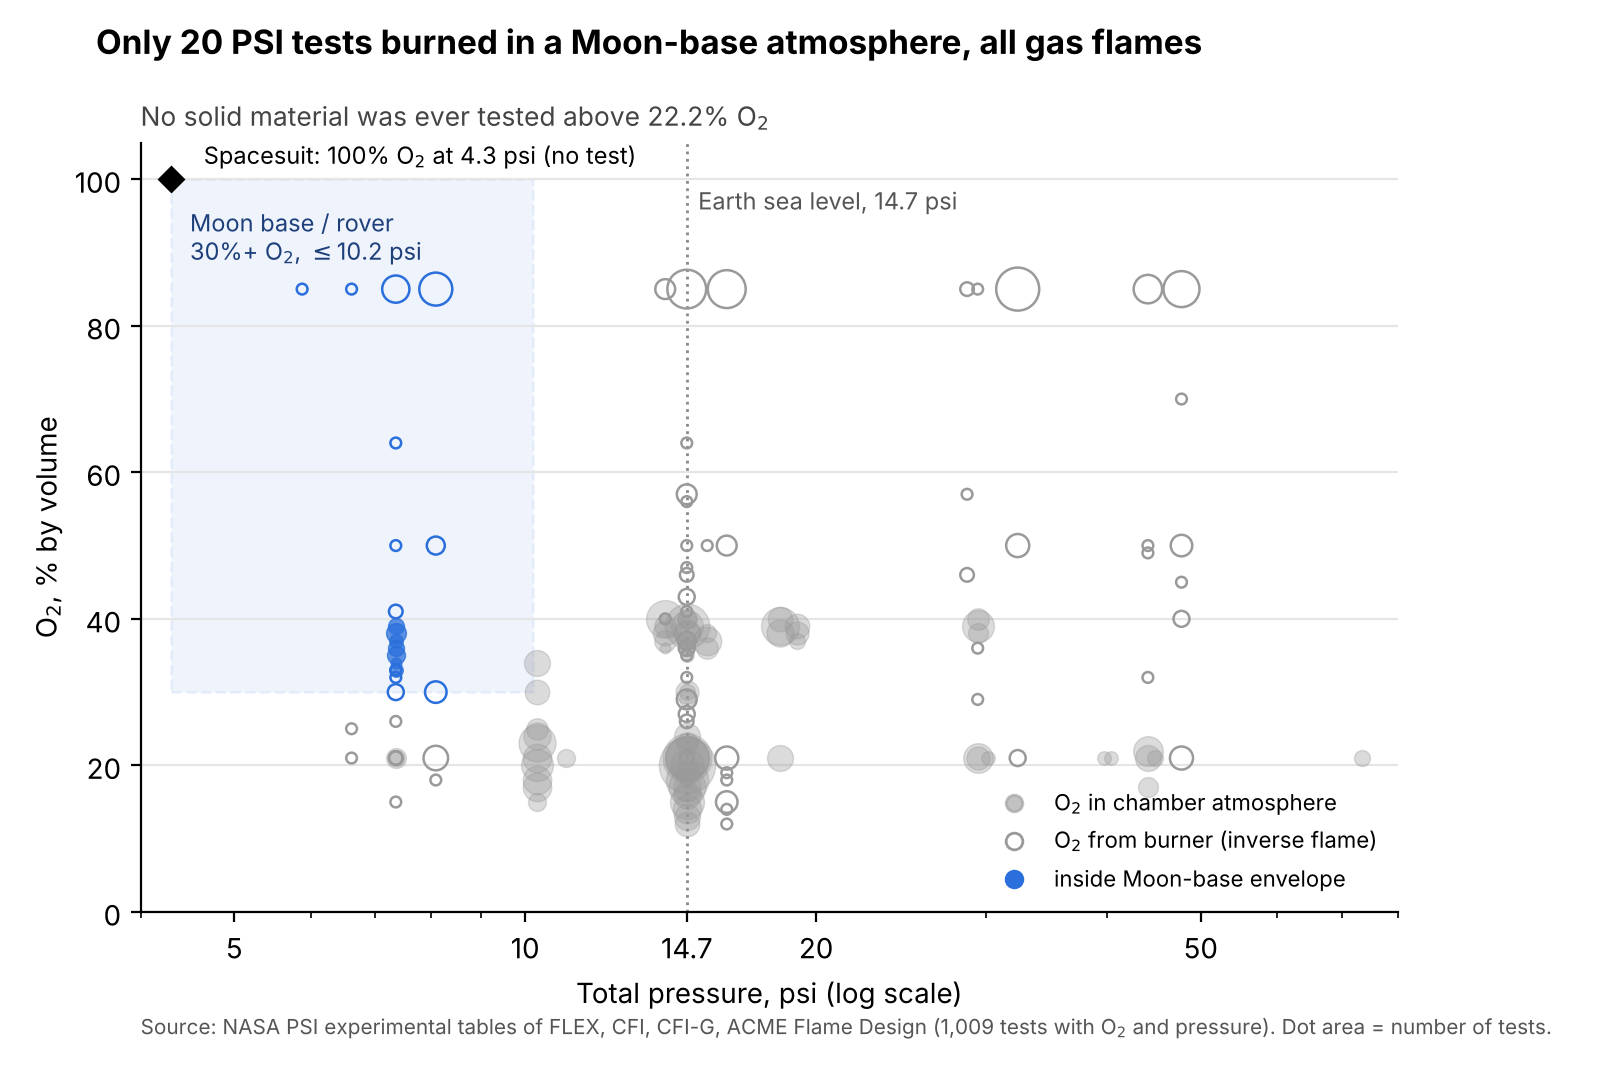 Only 20 PSI tests burned in a Moon-base atmosphere, all gas flames
No solid material was ever tested above 22.2% O₂
Spacesuit: 100% O₂ at 4.3 psi (no test)
Earth sea level, 14.7 psi
Moon base / rover
30%+ O₂, ≤10.2 psi
O₂, % by volume
100
80
60
40
20
0
O₂ in chamber atmosphere
O₂ from burner (inverse flame)
inside Moon-base envelope
5 10 14.7 20 50
Total pressure, psi (log scale)
Source: NASA PSI experimental tables of FLEX, CFI, CFI-G, ACME Flame Design (1,009 tests with O₂ and pressure). Dot area = number of tests.